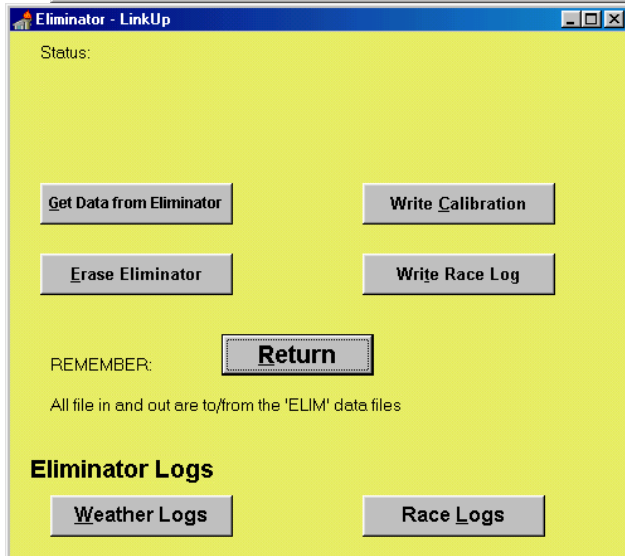 Eliminator - LinkUp
Status:
Get Data from Eliminator
Write Calibration
Erase Eliminator
Write Race Log
Return
REMEMBER:
All file in and out are to/from the 'ELIM' data files
Eliminator Logs
Weather Logs
Race Logs